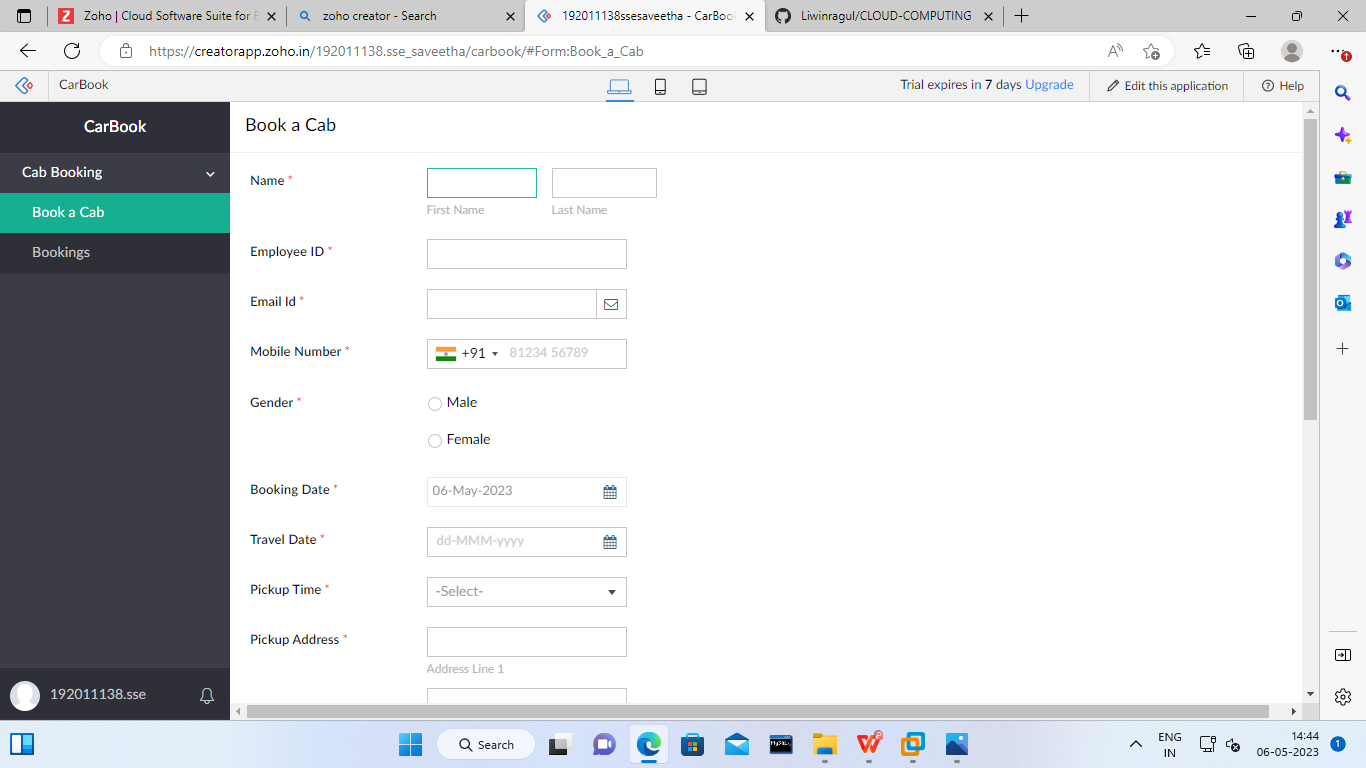 Zoho | Cloud Software Suite for B
zoho creator - Search
192011138ssesaveetha - CarBook
Liwinragul/CLOUD-COMPUTING
https://creatorapp.zoho.in/192011138.sse_saveetha/carbook/#Form:Book_a_Cab
CarBook
Trial expires in 7 days Upgrade
Edit this application
Help
CarBook
Cab Booking
Book a Cab
Bookings
192011138.sse
Book a Cab
Name *
First Name
Last Name
Employee ID *
Email Id *
Mobile Number *
+91
81234 56789
Gender *
Male
Female
Booking Date *
06-May-2023
Travel Date *
dd-MMM-yyyy
Pickup Time *
-Select-
Pickup Address *
Address Line 1
Search
MySQL
ENG
IN
14:44
06-05-2023
1